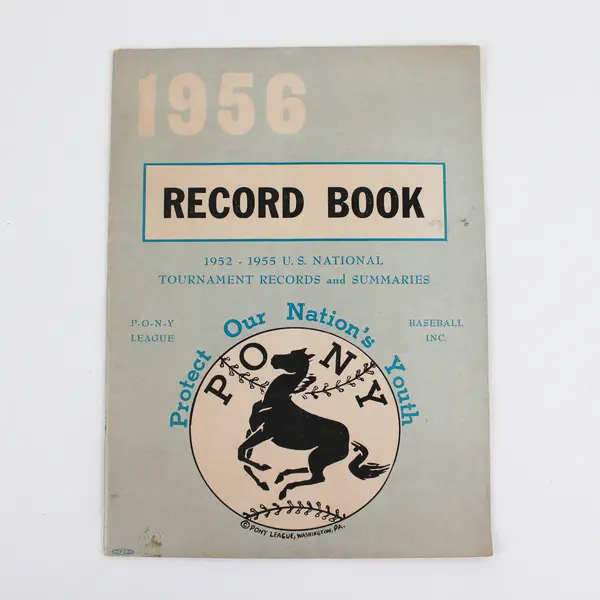 1956
RECORD BOOK
1952 - 1955 U. S. NATIONAL
TOURNAMENT RECORDS and SUMMARIES
P-O-N-Y
LEAGUE
BASEBALL
INC.
Protect Our Nation's Youth
PONY
©PONY LEAGUE, WASHINGTON, PA.